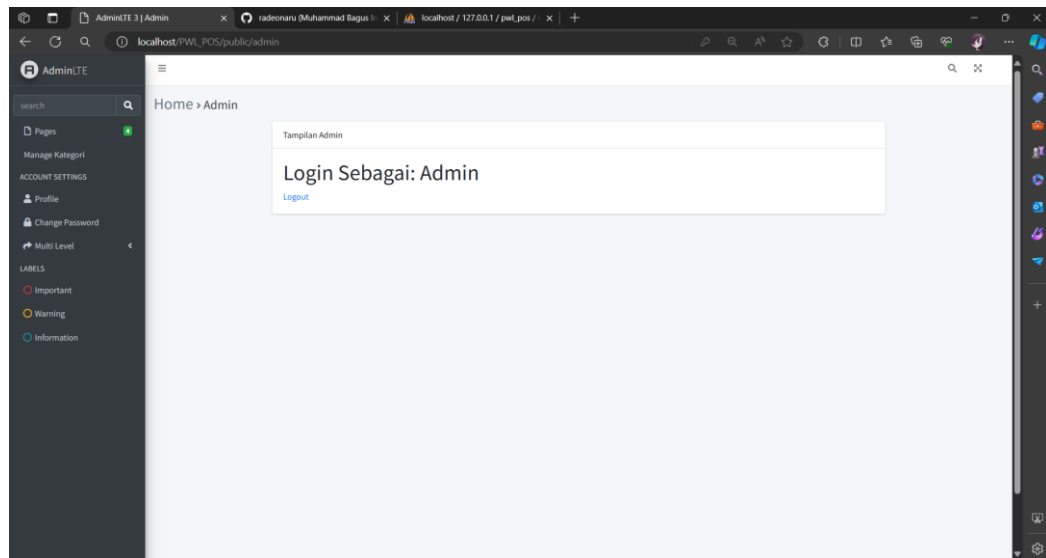 AdminLTE 3 | Admin
radeonaru (Muhammad Bagus In
localhost / 127.0.0.1 / pwl_pos /
localhost/PWL_POS/public/admin
AdminLTE
search
Pages 4
Manage Kategori
ACCOUNT SETTINGS
Profile
Change Password
Multi Level
LABELS
Important
Warning
Information
Home › Admin
Tampilan Admin
Login Sebagai: Admin
Logout